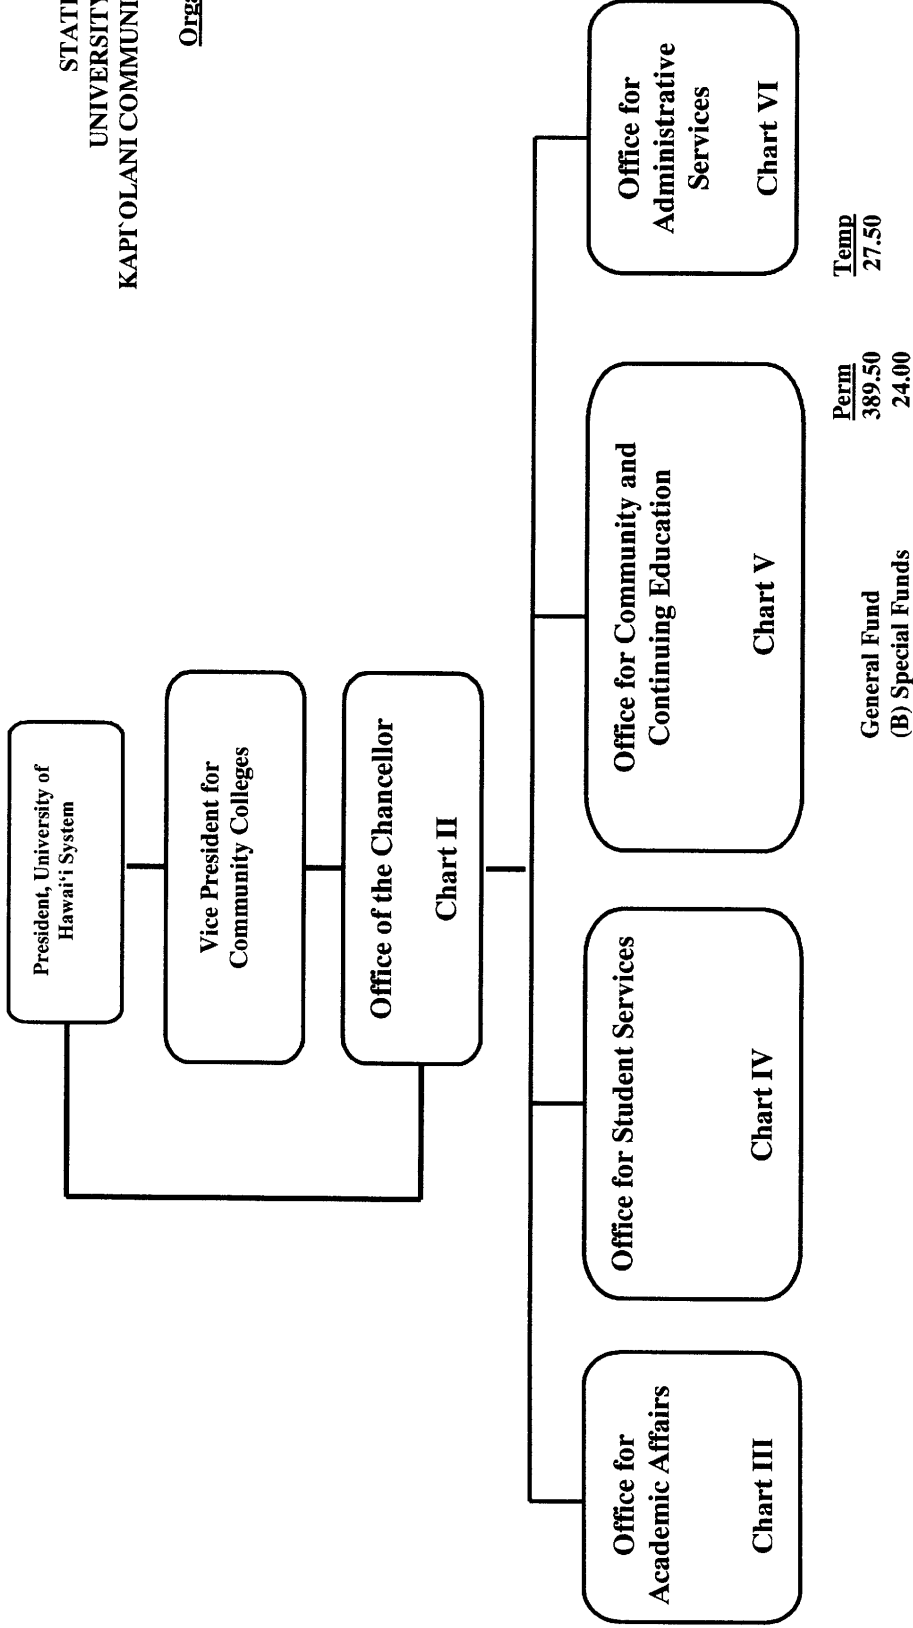 STAT
UNIVERSITY
KAPI`OLANI COMMUNI
President, University of
Hawai‘i System
Vice President for
Community Colleges
Office of the Chancellor
Chart II
Office for
Academic Affairs
Chart III
Office for Student Services
Chart IV
Office for Community and
Continuing Education
Chart V
Office for
Administrative
Services
Chart VI
Perm Temp
General Fund 389.50 27.50
(B) Special Funds 24.00